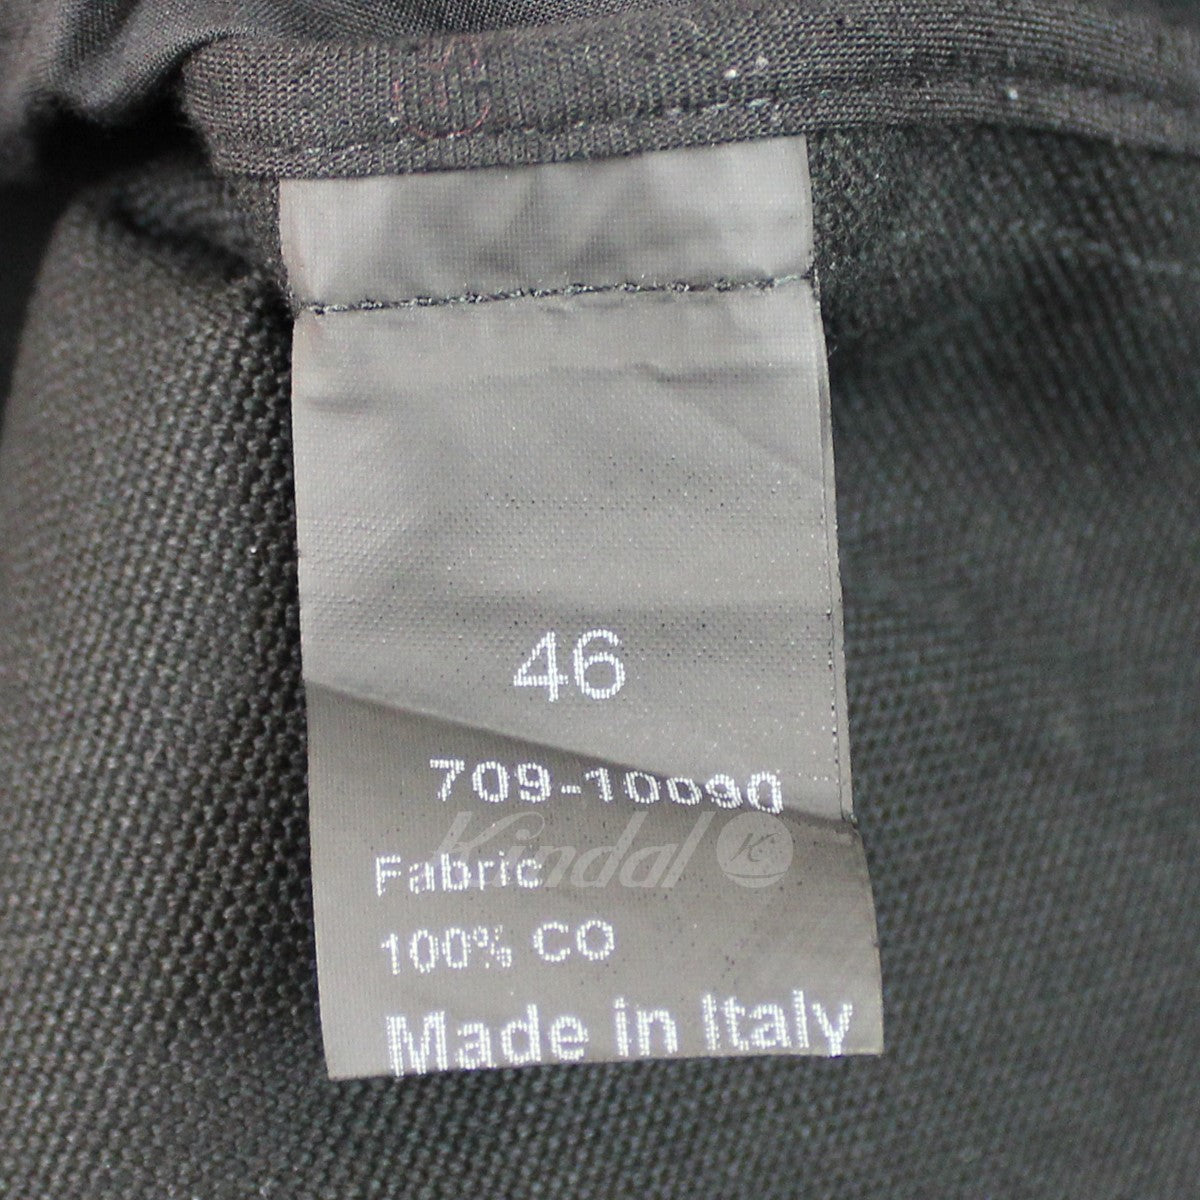 46
709-10090
Kindal
Fabric
100% CO
Made in Italy